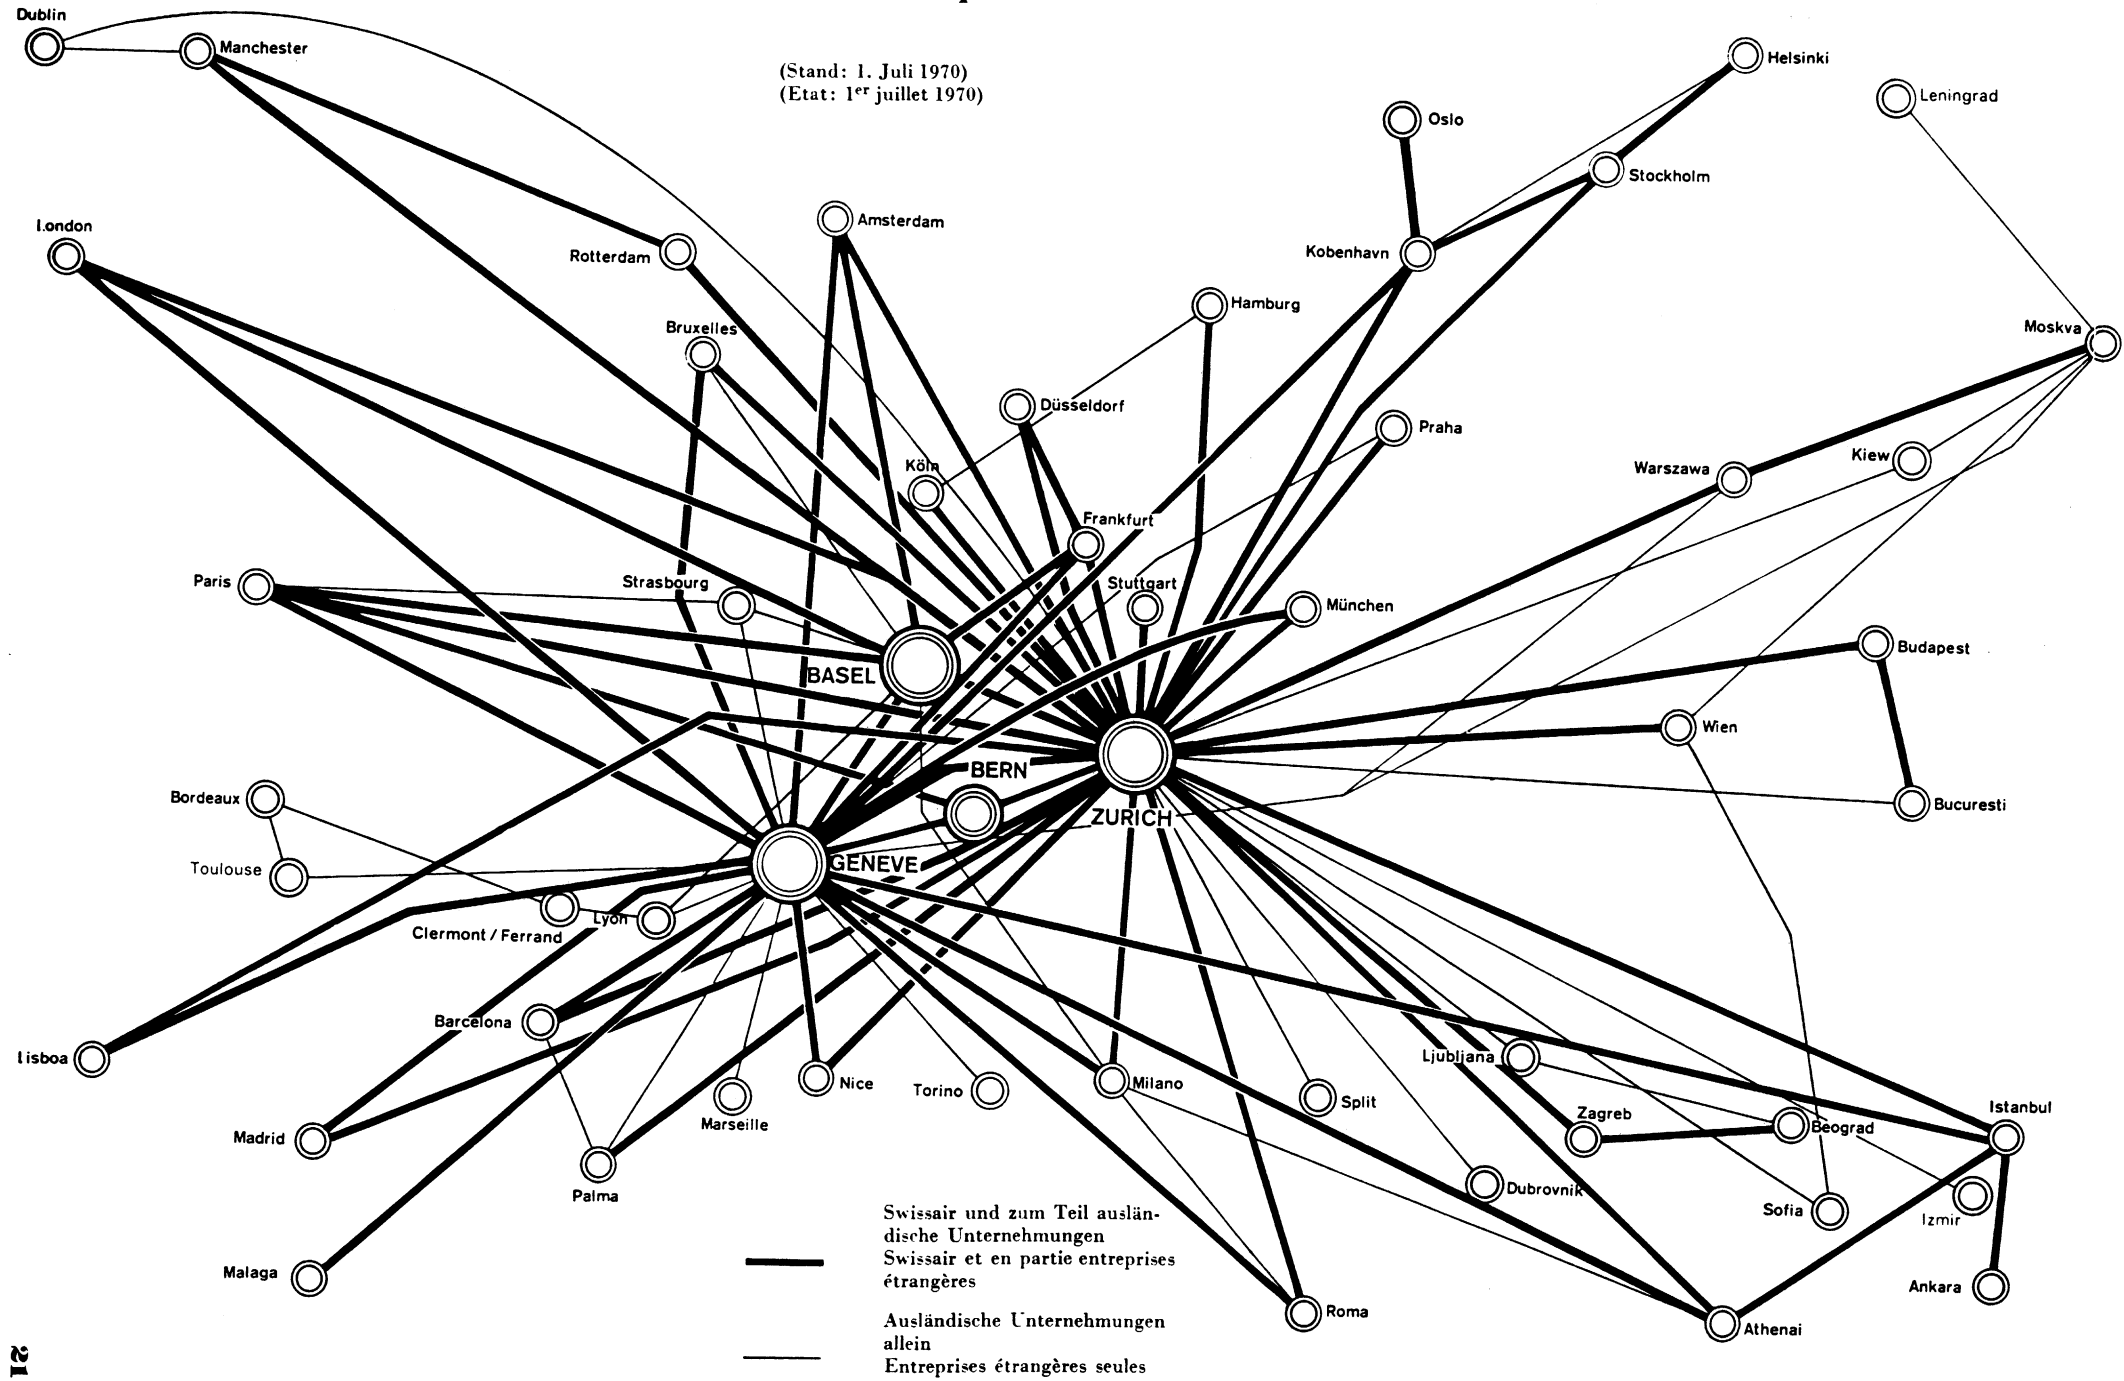 Dublin
Manchester
(Stand: 1. Juli 1970)
(Etat: 1er juillet 1970)
Helsinki
Leningrad
Oslo
Stockholm
London
Amsterdam
Rotterdam
Kobenhavn
Hamburg
Bruxelles
Moskva
Düsseldorf
Praha
Köln
Warszawa
Kiew
Frankfurt
Paris
Strasbourg
Stuttgart
München
BASEL
Budapest
Wien
BERN
Bordeaux
Bucuresti
ZURICH
Toulouse
GENEVE
Lyon
Clermont / Ferrand
Barcelona
Lisboa
Ljubljana
Nice
Torino
Milano
Split
Marseille
Zagreb
Beograd
Istanbul
Madrid
Palma
Dubrovnik
Sofia
Izmir
Malaga
Ankara
Roma
Athenai
Swissair und zum Teil auslän-
dische Unternehmungen
Swissair et en partie entreprises
étrangères
Ausländische Unternehmungen
allein
Entreprises étrangères seules
21